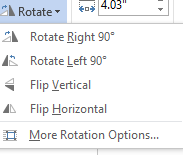 Rotate
4.03"
Rotate Right 90°
Rotate Left 90°
Flip Vertical
Flip Horizontal
More Rotation Options...